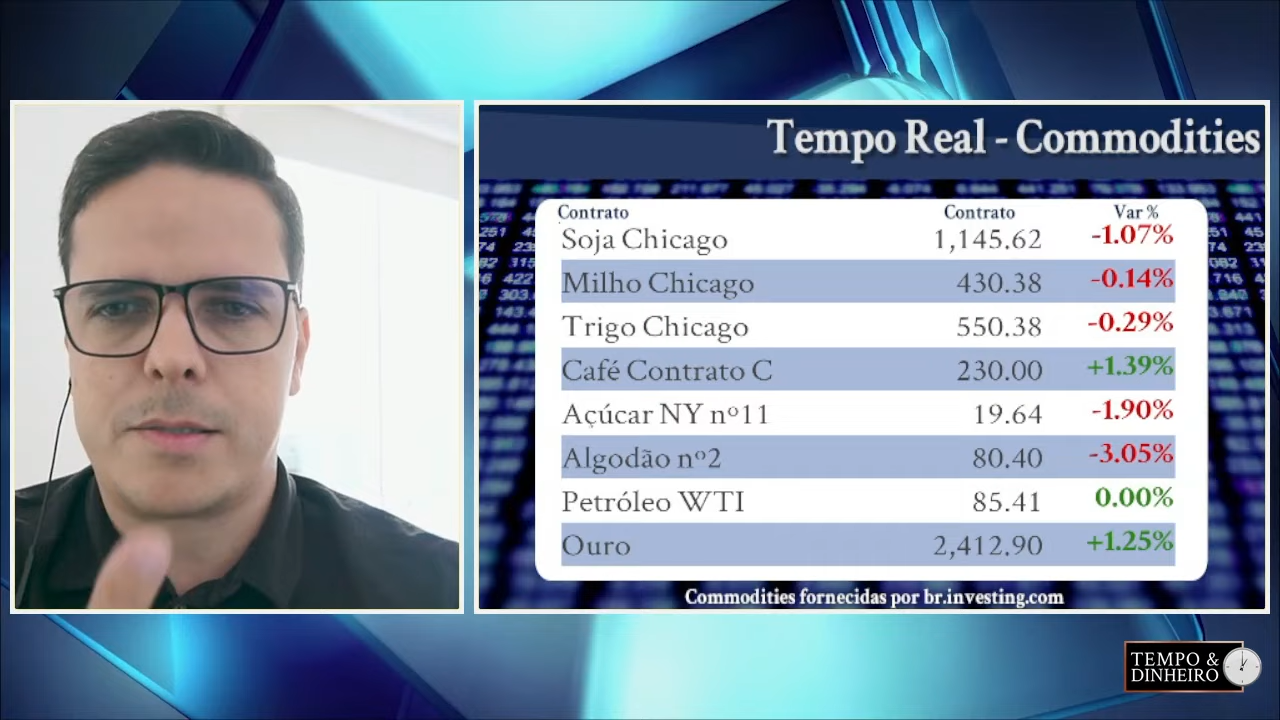 Tempo Real - Commodities
Contrato Contrato Var %
Soja Chicago 1,145.62 -1.07%
Milho Chicago 430.38 -0.14%
Trigo Chicago 550.38 -0.29%
Café Contrato C 230.00 +1.39%
Açúcar NY nº11 19.64 -1.90%
Algodão nº2 80.40 -3.05%
Petróleo WTI 85.41 0.00%
Ouro 2,412.90 +1.25%
Commodities fornecidas por br.investing.com
TEMPO &
DINHEIRO